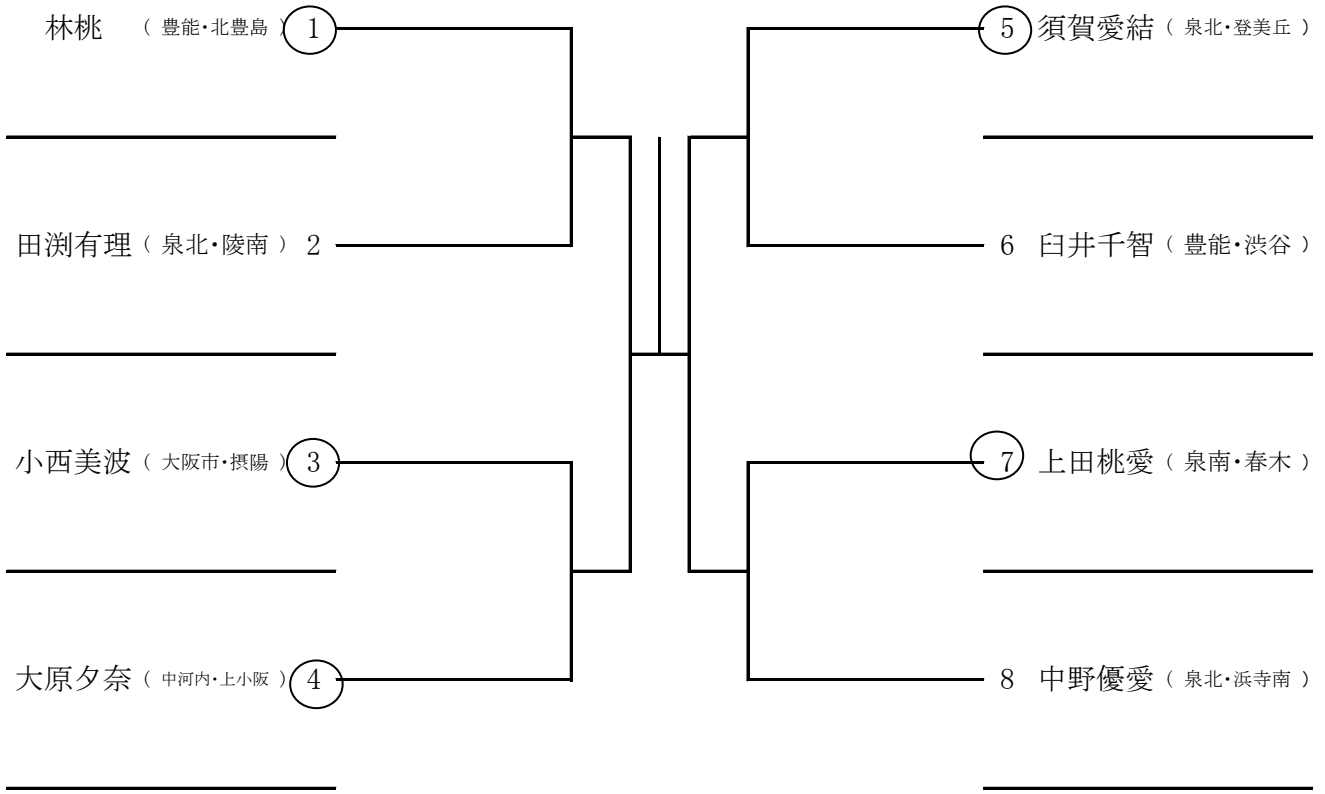 林桃 （ 豊能・北豊島 ） 1
田渕有理 （ 泉北・陵南 ） 2
小西美波 （ 大阪市・摂陽 ） 3
大原夕奈 （ 中河内・上小阪 ） 4
5 須賀愛結 （ 泉北・登美丘 ）
6 臼井千智 （ 豊能・渋谷 ）
7 上田桃愛 （ 泉南・春木 ）
8 中野優愛 （ 泉北・浜寺南 ）